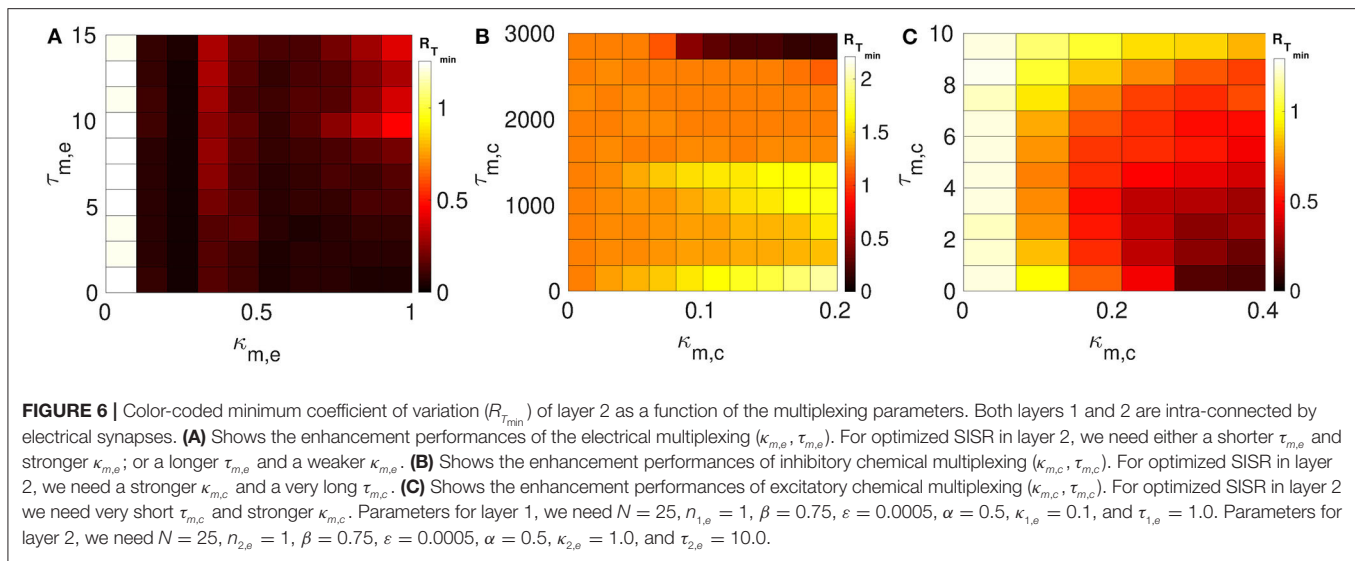 A
B
C
R_T_min
R_T_min
R_T_min
15
10
5
0
τ_m,e
0
0.5
1
κ_m,e
1
0.5
0
3000
2000
1000
0
τ_m,c
0
0.1
0.2
κ_m,c
2
1.5
1
0.5
0
10
8
6
4
2
0
τ_m,c
0
0.2
0.4
κ_m,c
1
0.5
0
FIGURE 6 | Color-coded minimum coefficient of variation (R_T_min) of layer 2 as a function of the multiplexing parameters. Both layers 1 and 2 are intra-connected by
electrical synapses. (A) Shows the enhancement performances of the electrical multiplexing (κ_m,e, τ_m,e). For optimized SISR in layer 2, we need either a shorter τ_m,e and
stronger κ_m,e; or a longer τ_m,e and a weaker κ_m,e. (B) Shows the enhancement performances of inhibitory chemical multiplexing (κ_m,c, τ_m,c). For optimized SISR in layer
2, we need a stronger κ_m,c and a very long τ_m,c. (C) Shows the enhancement performances of excitatory chemical multiplexing (κ_m,c, τ_m,c). For optimized SISR in layer 2
we need very short τ_m,c and stronger κ_m,c. Parameters for layer 1, we need N = 25, n_1,e = 1, β = 0.75, ε = 0.0005, α = 0.5, κ_1,e = 0.1, and τ_1,e = 1.0. Parameters for
layer 2, we need N = 25, n_2,e = 1, β = 0.75, ε = 0.0005, α = 0.5, κ_2,e = 1.0, and τ_2,e = 10.0.